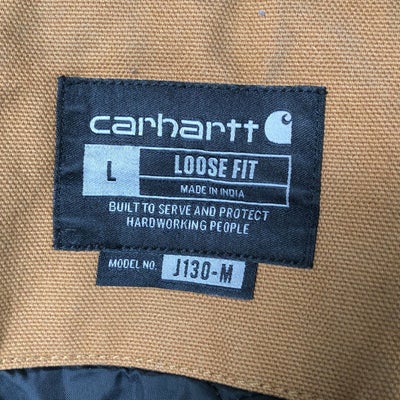 carhartt
L LOOSE FIT
MADE IN INDIA
BUILT TO SERVE AND PROTECT
HARDWORKING PEOPLE
MODEL NO. J130-M